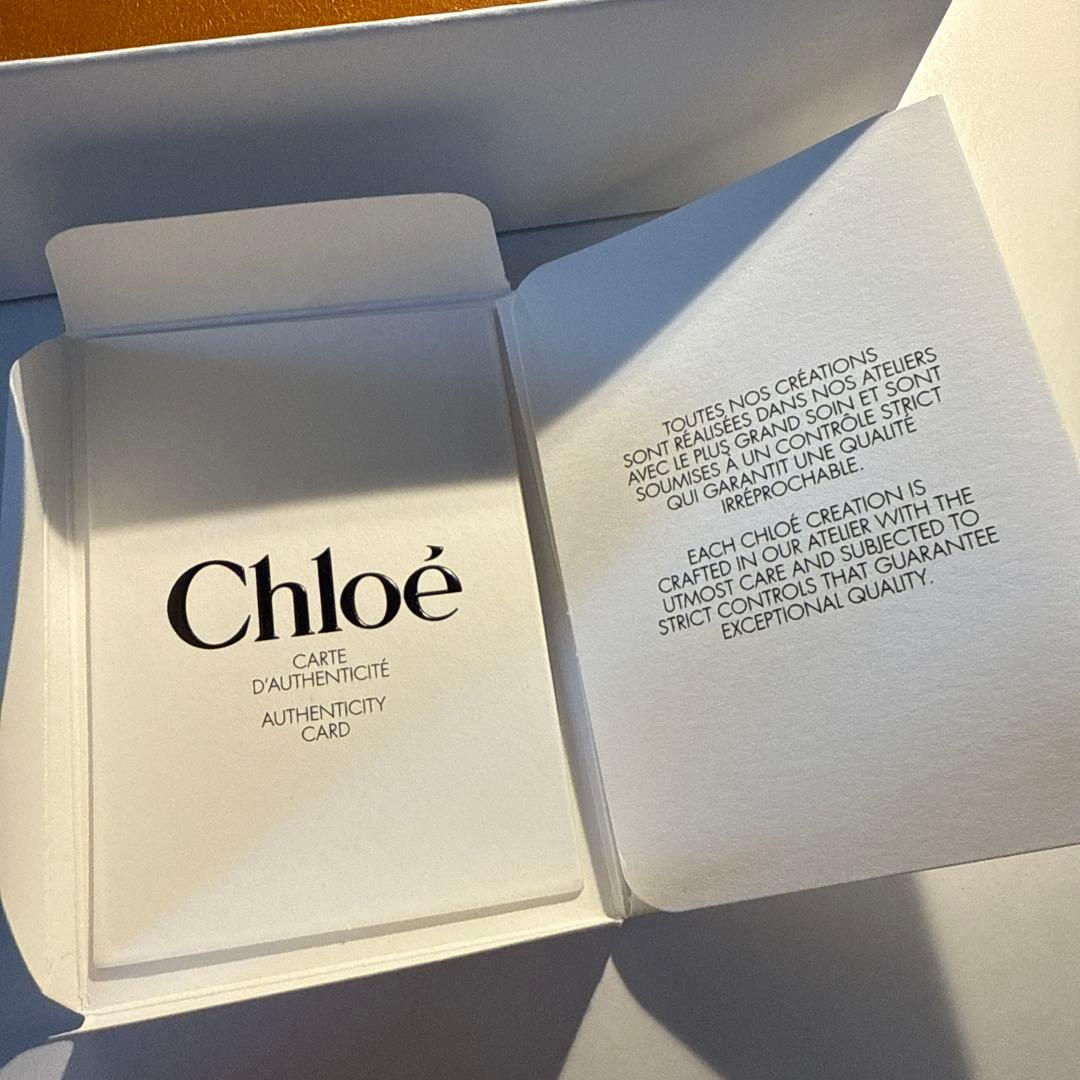 Chloé
CARTE
D'AUTHENTICITÉ
AUTHENTICITY
CARD
TOUTES NOS CRÉATIONS
SONT RÉALISÉES DANS NOS ATELIERS
AVEC LE PLUS GRAND SOIN ET SONT
SOUMISES À UN CONTRÔLE STRICT
QUI GARANTIT UNE QUALITÉ
IRRÉPROCHABLE.
EACH CHLOÉ CREATION IS
CRAFTED IN OUR ATELIER WITH THE
UTMOST CARE AND SUBJECTED TO
STRICT CONTROLS THAT GUARANTEE
EXCEPTIONAL QUALITY.